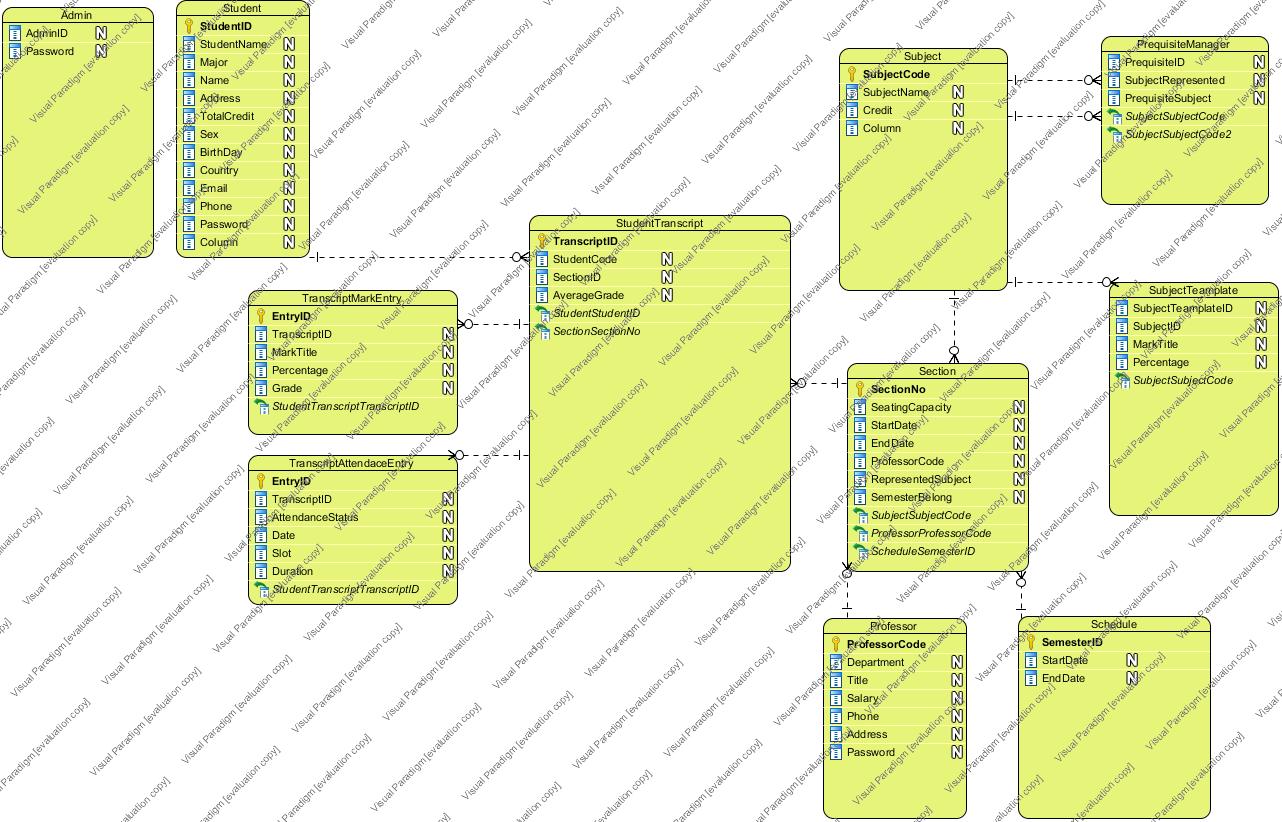 Admin
AdminID N
Password N
Student
StudentID
StudentName N
Major N
Name N
Address N
TotalCredit N
Sex N
BirthDay N
Country N
Email N
Phone N
Password N
Column N
Subject
SubjectCode
SubjectName N
Credit N
Column N
PrequisiteManager
PrequisiteID N
SubjectRepresented N
PrequisiteSubject N
SubjectSubjectCode
SubjectSubjectCode2
StudentTranscript
TranscriptID
StudentCode N
SectionID N
AverageGrade N
StudentStudentID
SectionSectionNo
TranscriptMarkEntry
EntryID
TranscriptID N
MarkTitle N
Percentage N
Grade N
StudentTranscriptTranscriptID
SubjectTeamplate
SubjectTeamplateID N
SubjectID N
MarkTitle N
Percentage N
SubjectSubjectCode
Section
SectionNo
SeatingCapacity N
StartDate N
EndDate N
ProfessorCode N
RepresentedSubject N
SemesterBelong N
SubjectSubjectCode
ProfessorProfessorCode
ScheduleSemesterID
TranscriptAttendaceEntry
EntryID
TranscriptID N
AttendanceStatus N
Date N
Slot N
Duration N
StudentTranscriptTranscriptID
Professor
ProfessorCode
Department N
Title N
Salary N
Phone N
Address N
Password N
Schedule
SemesterID
StartDate N
EndDate N
Visual Paradigm [evaluation copy]